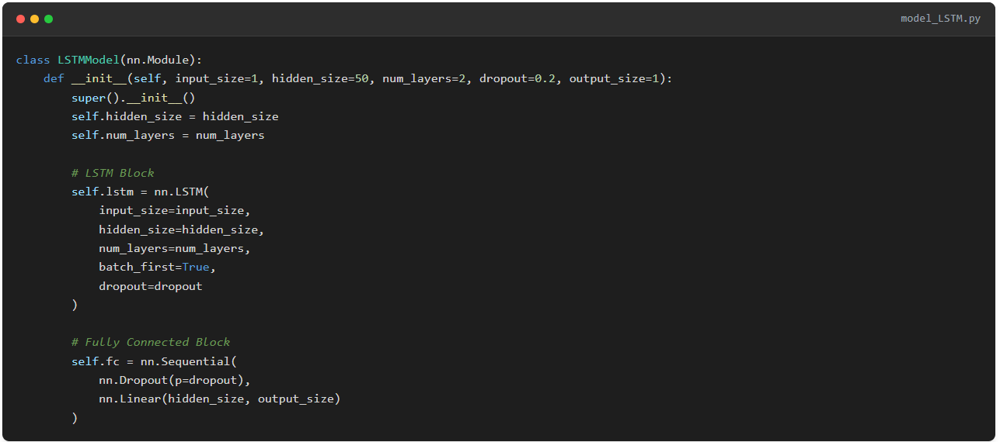 model_LSTM.py
class LSTMModel(nn.Module):
    def __init__(self, input_size=1, hidden_size=50, num_layers=2, dropout=0.2, output_size=1):
        super().__init__()
        self.hidden_size = hidden_size
        self.num_layers = num_layers

        # LSTM Block
        self.lstm = nn.LSTM(
            input_size=input_size,
            hidden_size=hidden_size,
            num_layers=num_layers,
            batch_first=True,
            dropout=dropout
        )

        # Fully Connected Block
        self.fc = nn.Sequential(
            nn.Dropout(p=dropout),
            nn.Linear(hidden_size, output_size)
        )